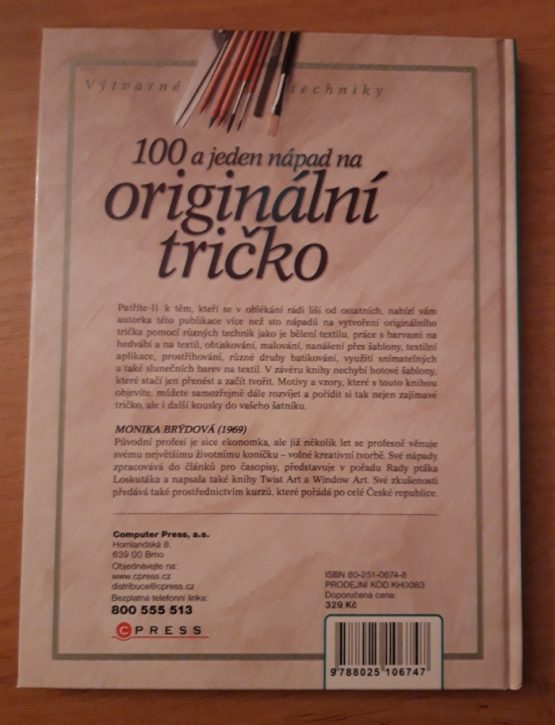 Výtvarné techniky
100 a jeden nápad na
originální
tričko
Patříte-li k těm, kteří se v oblékání rádi liší od ostatních, nabízí vám
autorka této publikace více než sto nápadů na vytvoření originálního
trička pomocí různých technik jako je bělení textilu, práce s barvami na
hedvábí a na textil, obtiskování, malování, nanášení přes šablony, textilní
aplikace, prostřihování, různé druhy batikování, využití snímatelných
a také slunečních barev na textil. V závěru knihy nechybí hotové šablony,
které stačí jen přenést a začít tvořit. Motivy a vzory, které s touto knihou
objevíte, můžete samozřejmě dále rozvíjet a pořídit si tak nejen zajímavé
tričko, ale i další kousky do vašeho šatníku.
MONIKA BRÝDOVÁ (1969)
Původní profesí je sice ekonomka, ale již několik let se profesně věnuje
svému největšímu životnímu koníčku – volné kreativní tvorbě. Své nápady
zpracovává do článků pro časopisy, představuje v pořadu Rady ptáka
Loskutáka a napsala také knihy Twist Art a Window Art. Své zkušenosti
předává také prostřednictvím kurzů, které pořádá po celé České republice.
Computer Press, a.s.
Hornlandská 8
639 00 Brno
Objednávejte na:
www.cpress.cz
distribuce@cpress.cz
Bezplatná telefonní linka:
800 555 513
CPRESS
ISBN 80-251-0674-8
PRODEJNÍ KÓD KH0083
Doporučená cena:
329 Kč
9788025 106747